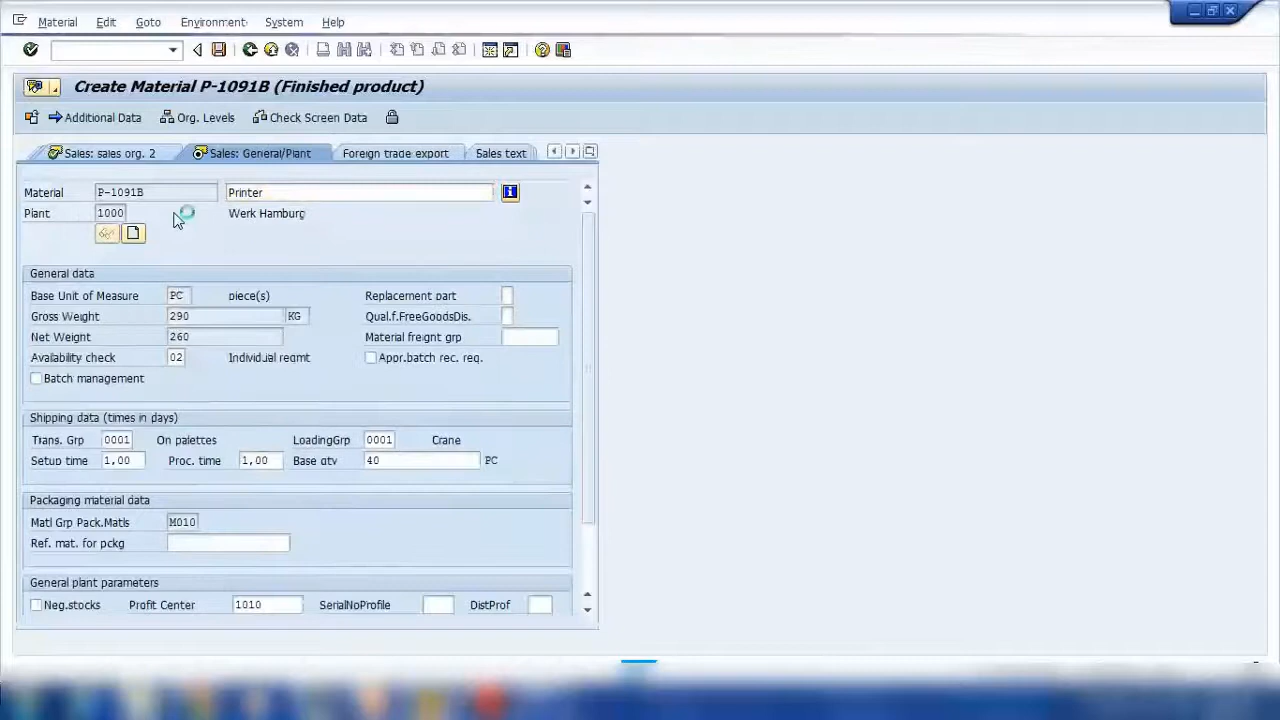 Material Edit Goto Environment System Help
Create Material P-1091B (Finished product)
Additional Data Org. Levels Check Screen Data
Sales: sales org. 2 Sales: General/Plant Foreign trade export Sales text
Material P-1091B Printer
Plant 1000 Werk Hamburg
General data
Base Unit of Measure PC piece(s) Replacement part
Gross Weight 290 KG Qual.f.FreeGoodsDis.
Net Weight 260 Material freight grp
Availability check 02 Individual reqmt Appr.batch rec. req.
Batch management
Shipping data (times in days)
Trans. Grp 0001 On palettes LoadingGrp 0001 Crane
Setup time 1,00 Proc. time 1,00 Base qty 40 PC
Packaging material data
Matl Grp Pack.Matls M010
Ref. mat. for pckg
General plant parameters
Neg.stocks Profit Center 1010 SerialNoProfile DistProf